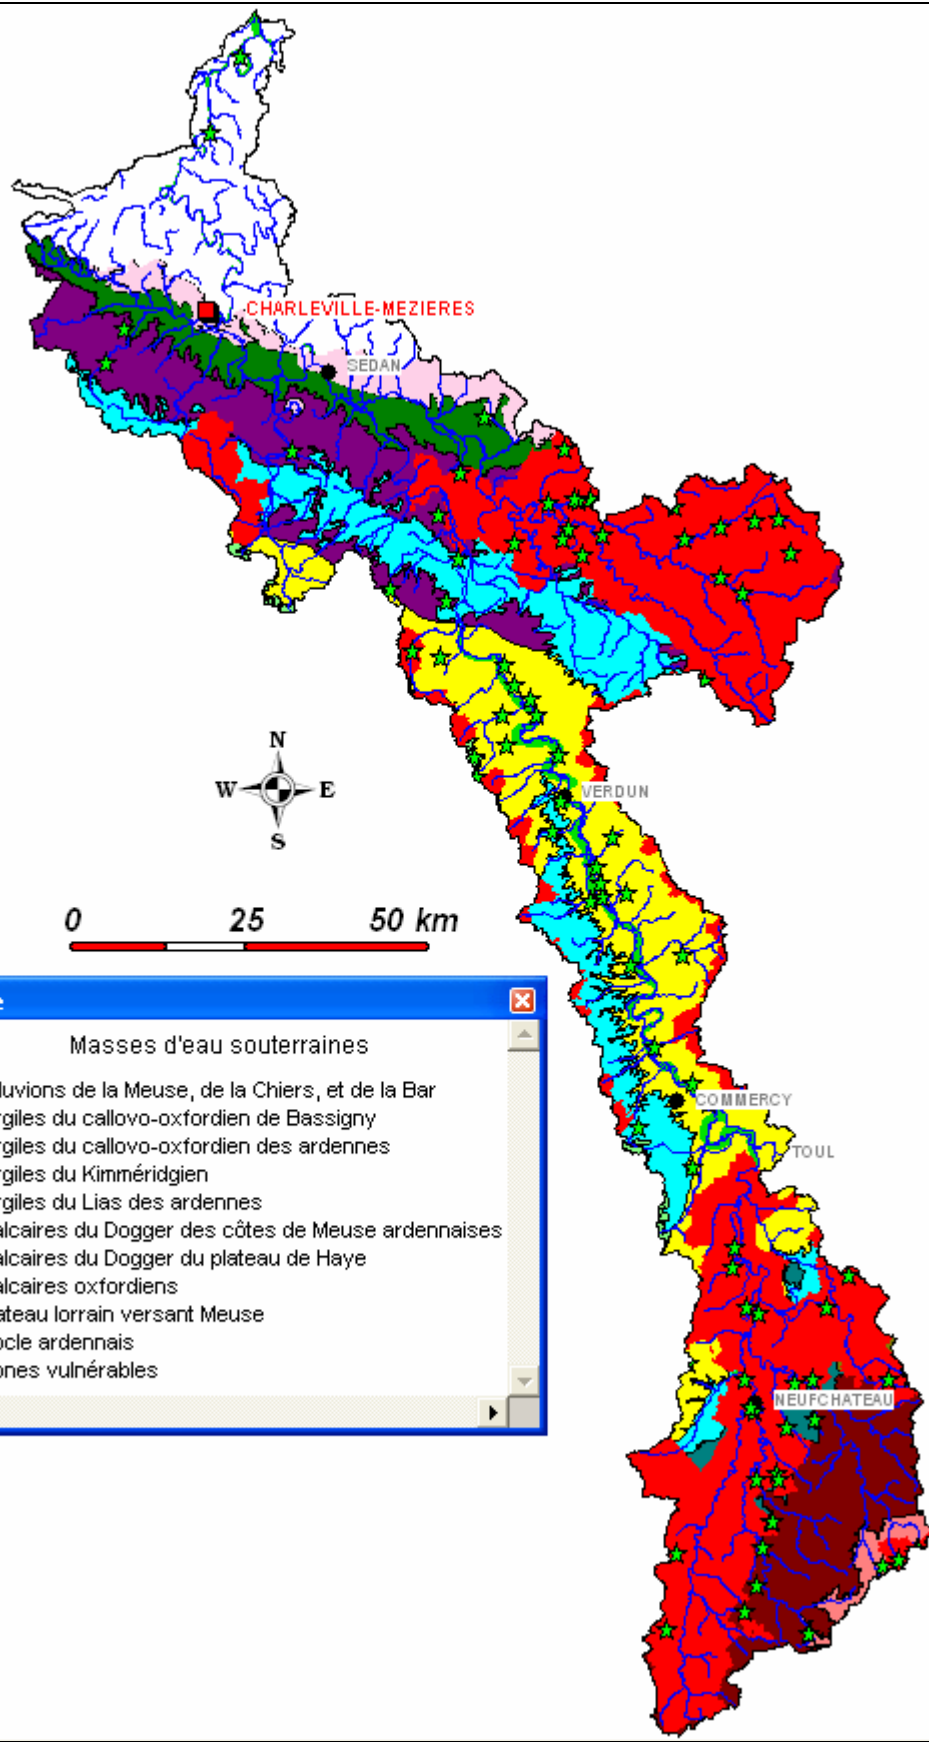 CHARLEVILLE-MEZIERES
SEDAN
N
W E
S
VERDUN
0 25 50 km
e
Masses d'eau souterraines
luvions de la Meuse, de la Chiers, et de la Bar
rgiles du callovo-oxfordien de Bassigny
rgiles du callovo-oxfordien des ardennes
rgiles du Kimméridgien
rgiles du Lias des ardennes
alcaires du Dogger des côtes de Meuse ardennaises
alcaires du Dogger du plateau de Haye
alcaires oxfordiens
ateau lorrain versant Meuse
ocle ardennais
ones vulnérables
COMMERCY
TOUL
NEUFCHATEAU